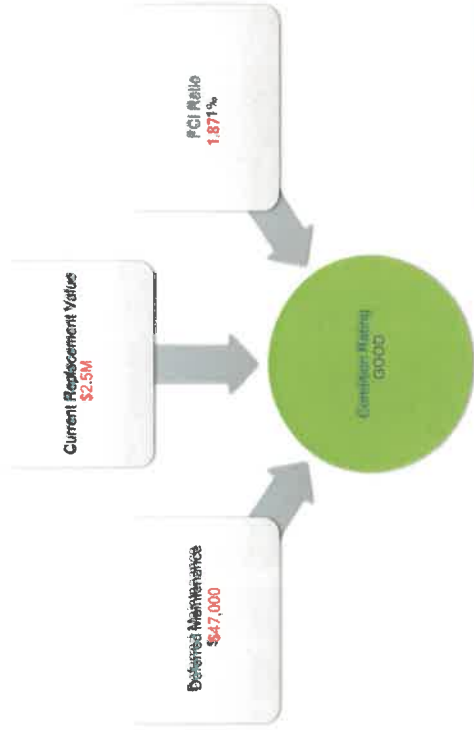 Deferred Maintenance
$47,000
Current Replacement Value
$2.5M
FCI Ratio
1.871%
Condition Rating
GOOD